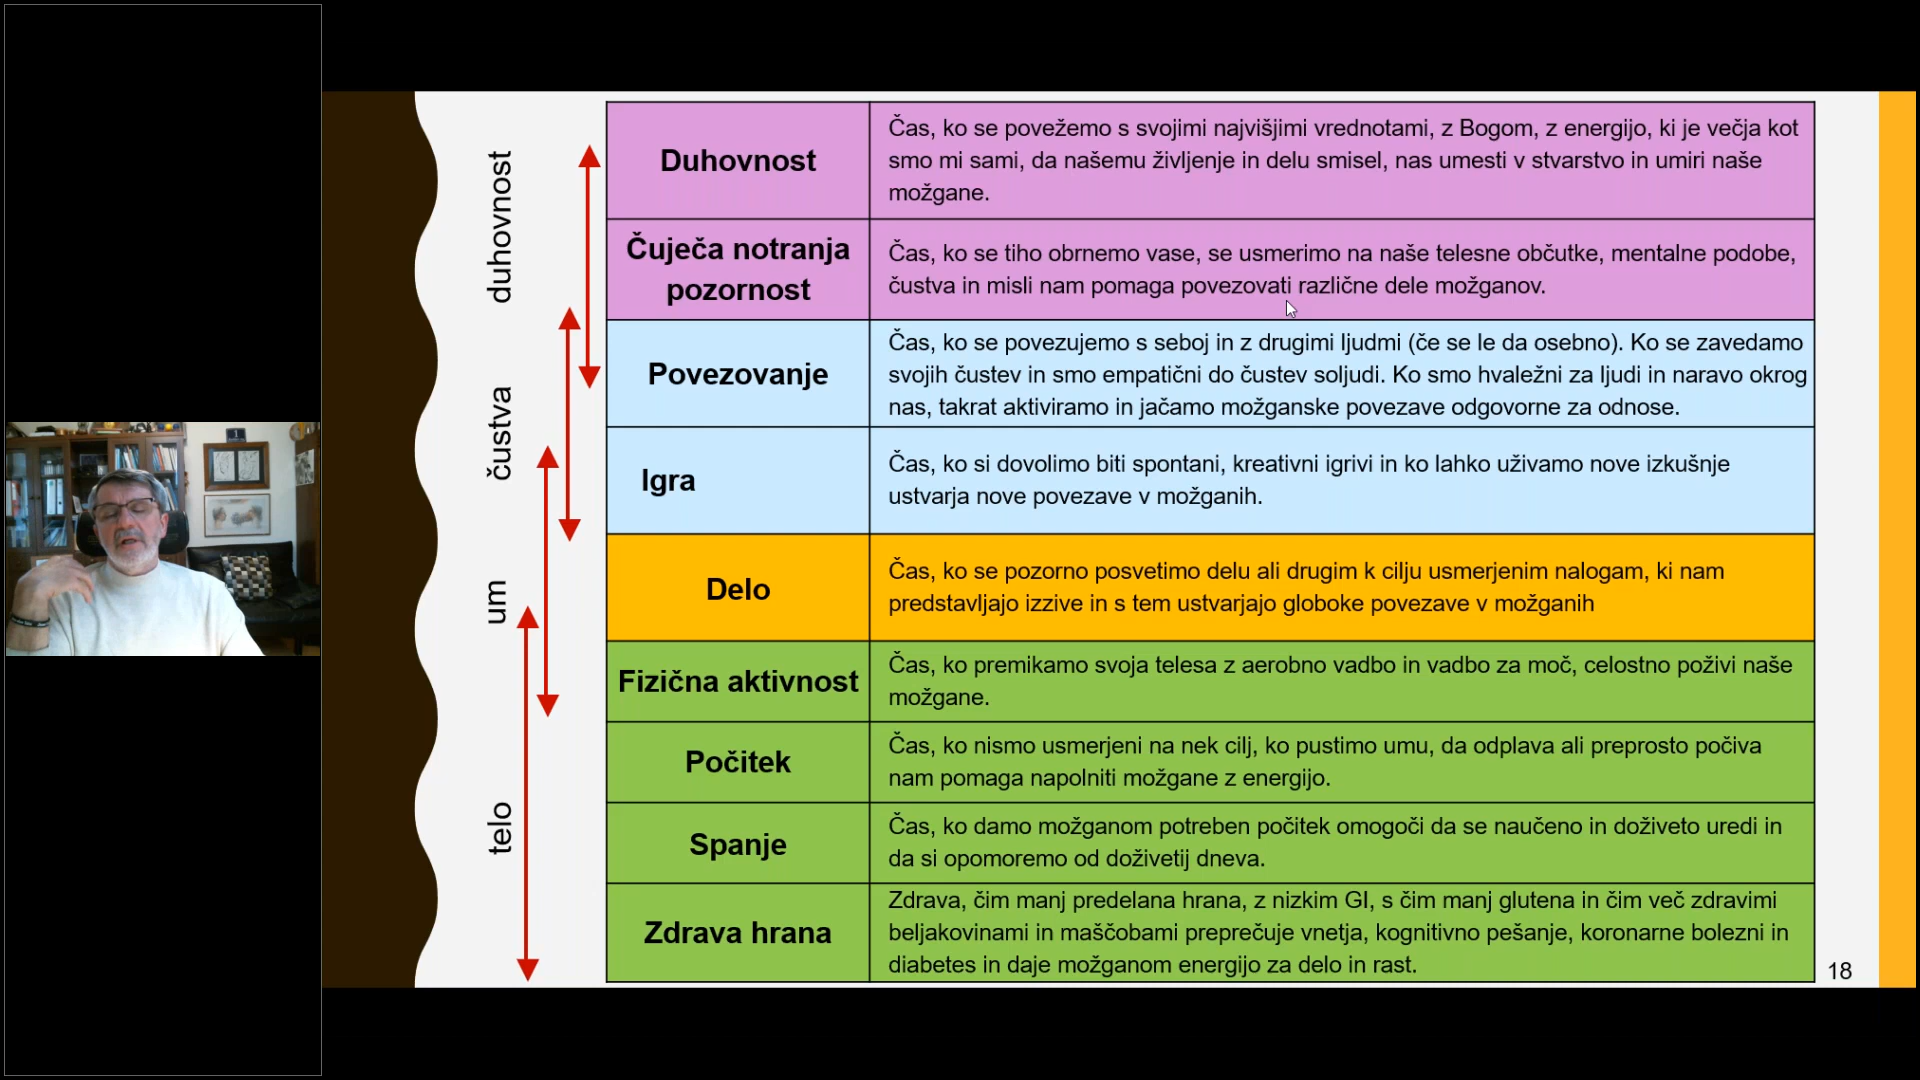 duhovnost
čustva
um
telo
Duhovnost
Čas, ko se povežemo s svojimi najvišjimi vrednotami, z Bogom, z energijo, ki je večja kot
smo mi sami, da našemu življenje in delu smisel, nas umesti v stvarstvo in umiri naše
možgane.
Čuječa notranja
pozornost
Čas, ko se tiho obrnemo vase, se usmerimo na naše telesne občutke, mentalne podobe,
čustva in misli nam pomaga povezovati različne dele možganov.
Povezovanje
Čas, ko se povezujemo s seboj in z drugimi ljudmi (če se le da osebno). Ko se zavedamo
svojih čustev in smo empatični do čustev soljudi. Ko smo hvaležni za ljudi in naravo okrog
nas, takrat aktiviramo in jačamo možganske povezave odgovorne za odnose.
Igra
Čas, ko si dovolimo biti spontani, kreativni igrivi in ko lahko uživamo nove izkušnje
ustvarja nove povezave v možganih.
Delo
Čas, ko se pozorno posvetimo delu ali drugim k cilju usmerjenim nalogam, ki nam
predstavljajo izzive in s tem ustvarjajo globoke povezave v možganih
Fizična aktivnost
Čas, ko premikamo svoja telesa z aerobno vadbo in vadbo za moč, celostno poživi naše
možgane.
Počitek
Čas, ko nismo usmerjeni na nek cilj, ko pustimo umu, da odplava ali preprosto počiva
nam pomaga napolniti možgane z energijo.
Spanje
Čas, ko damo možganom potreben počitek omogoči da se naučeno in doživeto uredi in
da si opomoremo od doživetij dneva.
Zdrava hrana
Zdrava, čim manj predelana hrana, z nizkim GI, s čim manj glutena in čim več zdravimi
beljakovinami in maščobami preprečuje vnetja, kognitivno pešanje, koronarne bolezni in
diabetes in daje možganom energijo za delo in rast.
18